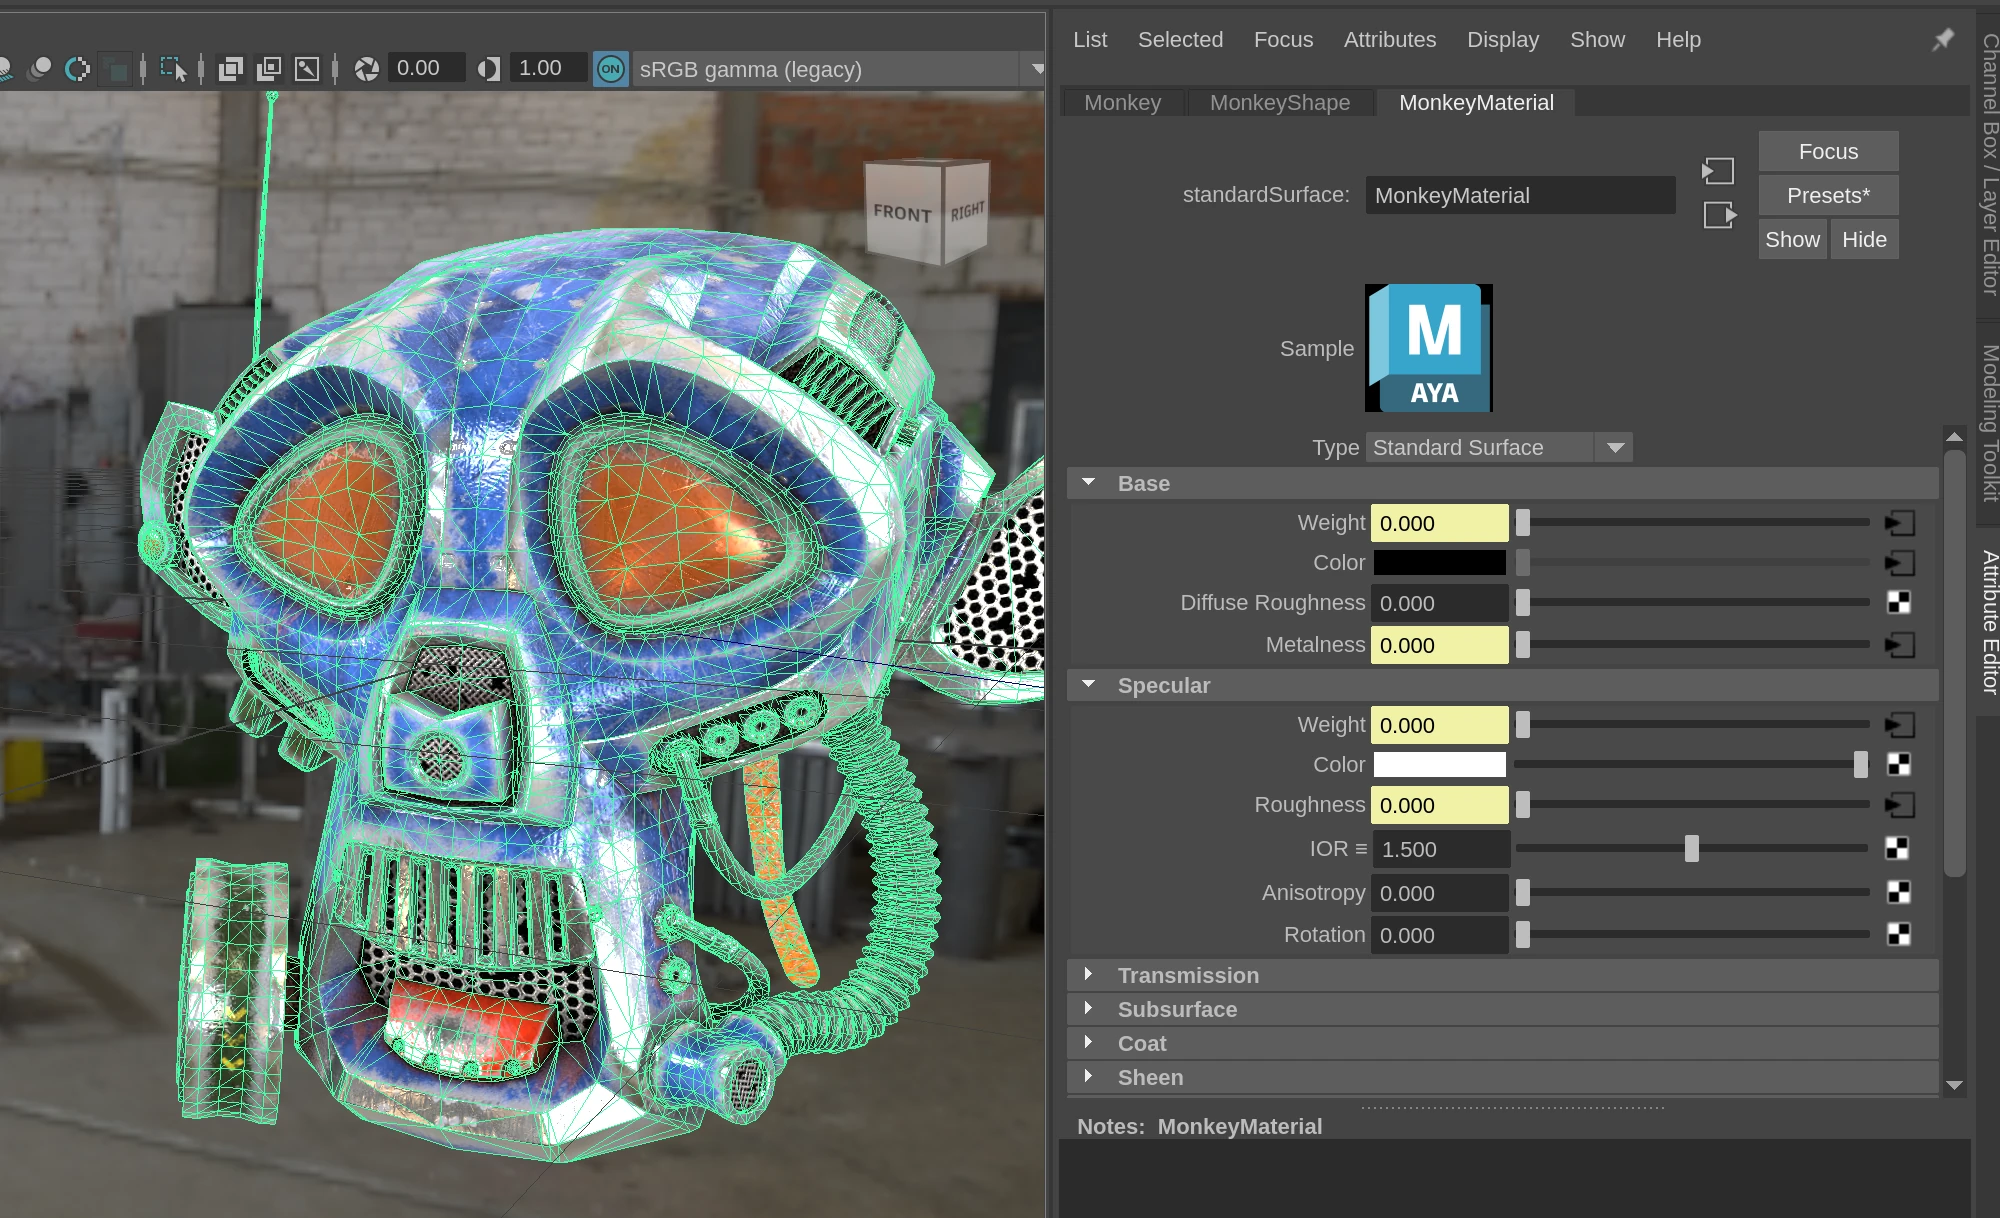 List Selected Focus Attributes Display Show Help
0.00 1.00 ON sRGB gamma (legacy)
Monkey MonkeyShape MonkeyMaterial
FRONT RIGHT
standardSurface: MonkeyMaterial
Focus
Presets*
Show Hide
Sample
M
AYA
Type Standard Surface
Base
Weight 0.000
Color
Diffuse Roughness 0.000
Metalness 0.000
Specular
Weight 0.000
Color
Roughness 0.000
IOR ≡ 1.500
Anisotropy 0.000
Rotation 0.000
Transmission
Subsurface
Coat
Sheen
Notes: MonkeyMaterial
Channel Box / Layer Editor
Modeling Toolkit
Attribute Editor